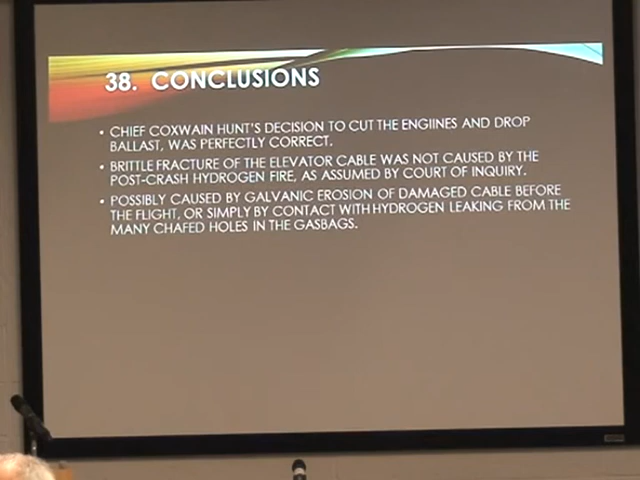 38. CONCLUSIONS
• CHIEF COXWAIN HUNT'S DECISION TO CUT THE ENGIINES AND DROP
BALLAST, WAS PERFECTLY CORRECT.
• BRITTLE FRACTURE OF THE ELEVATOR CABLE WAS NOT CAUSED BY THE
POST-CRASH HYDROGEN FIRE, AS ASSUMED BY COURT OF INQUIRY.
• POSSIBLY CAUSED BY GALVANIC EROSION OF DAMAGED CABLE BEFORE
THE FLIGHT, OR SIMPLY BY CONTACT WITH HYDROGEN LEAKING FROM THE
MANY CHAFED HOLES IN THE GASBAGS.